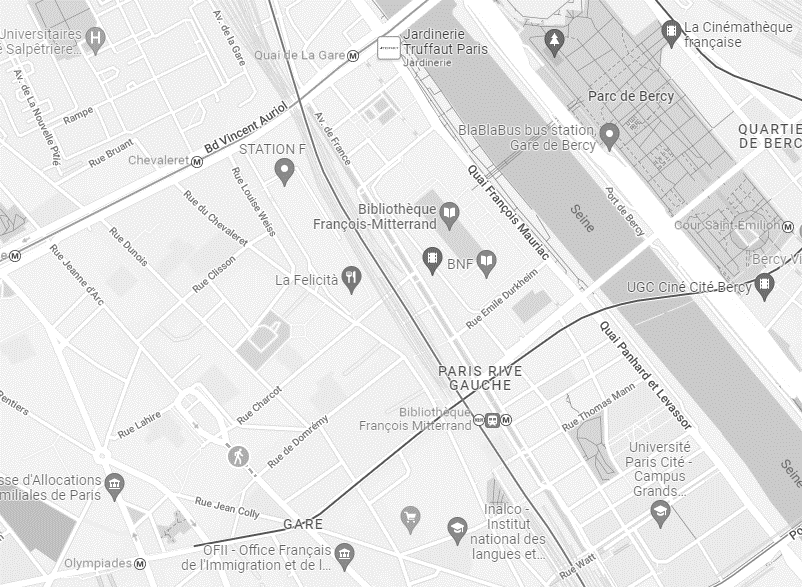 Universitaires
Salpêtrière...
Av. de la Gare
Quai de La Gare
M
Jardinerie
Truffaut Paris
Jardinerie
La Cinémathèque
française
Parc de Bercy
QUARTIE
DE BERC
Av. de La Nouvelle Pitié
Rampe
Bd Vincent Auriol
Av. de France
BlaBlaBus bus station,
Gare de Bercy
Rue Bruant
Chevaleret
M
STATION F
Rue Louise Weiss
Quai François Mauriac
Port de Bercy
Seine
Rue du Chevaleret
Bibliothèque
François-Mitterrand
Cour Saint-Emilion
M
Rue Dunois
Rue Jeanne d'Arc
Rue Clisson
La Felicità
BNF
Bercy Vi
UGC Ciné Cité Bercy
Rue Emile Durkheim
Quai Panhard et Levassor
PARIS RIVE
GAUCHE
Rue Charcot
Rue Lahire
Rue de Domrémy
Bibliothèque
François Mitterrand
M
Rue Thomas Mann
Université
Paris Cité -
Campus
Grands...
Seine
sse d'Allocations
miliales de Paris
Rue Jean Colly
GARE
Inalco -
Institut
national des
langues et...
Olympiades
M
OFII - Office Français
de l'Immigration et de l...
Rue Watt